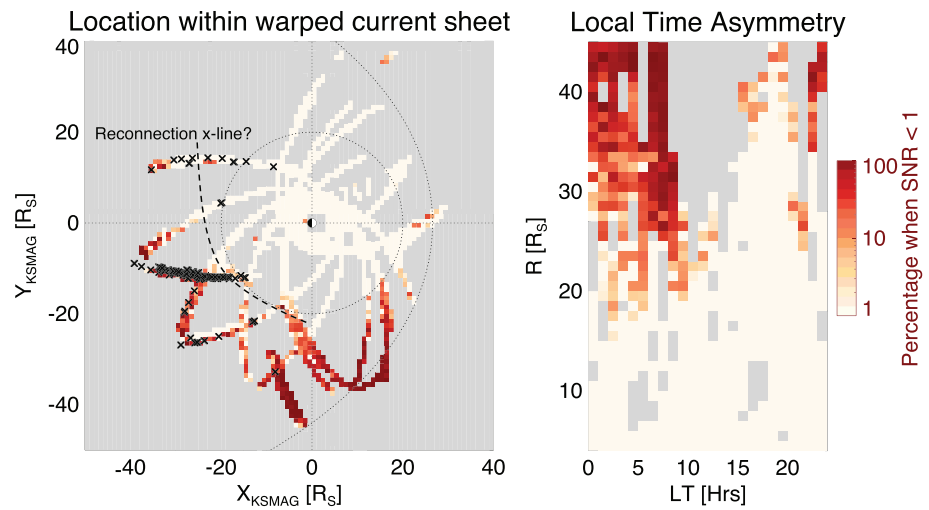 Location within warped current sheet
40
20
0
-20
-40
Y_KSMAG [R_S]
Reconnection x-line?
-40
-20
0
20
40
X_KSMAG [R_S]
Local Time Asymmetry
40
30
20
10
R [R_S]
0
5
10
15
20
LT [Hrs]
100
10
1
Percentage when SNR < 1